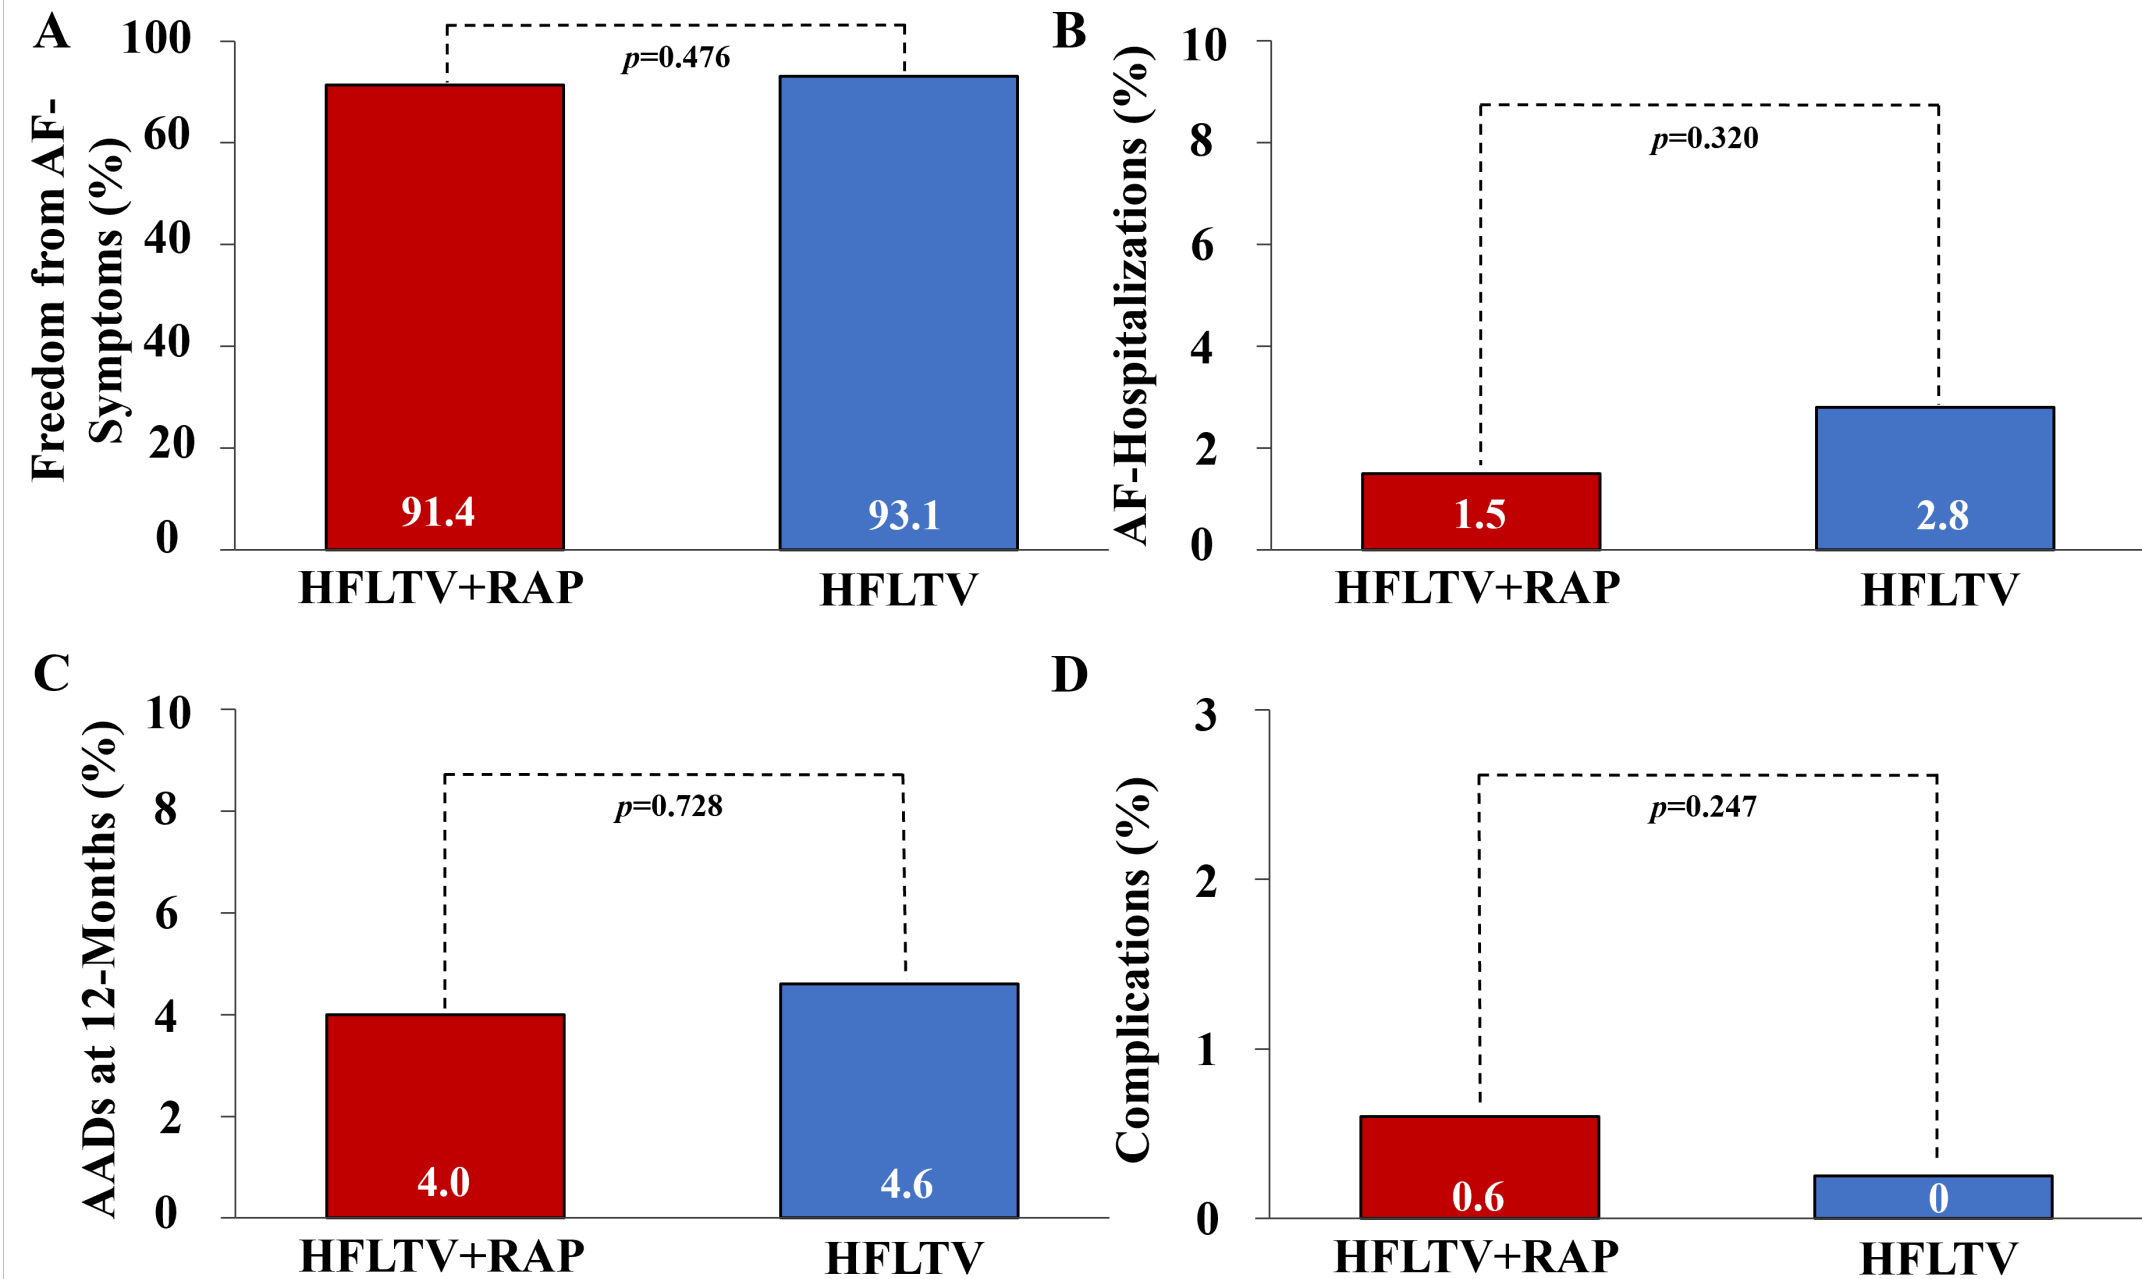 A
Freedom from AF-
Symptoms (%)
100
60
40
40
20
0
p=0.476
91.4
93.1
HFLTV+RAP
HFLTV
B
AF-Hospitalizations (%)
10
8
6
4
2
0
p=0.320
1.5
2.8
HFLTV+RAP
HFLTV
C
AADs at 12-Months (%)
10
8
6
4
2
0
p=0.728
4.0
4.6
HFLTV+RAP
HFLTV
D
Complications (%)
3
2
1
0
p=0.247
0.6
0
HFLTV+RAP
HFLTV